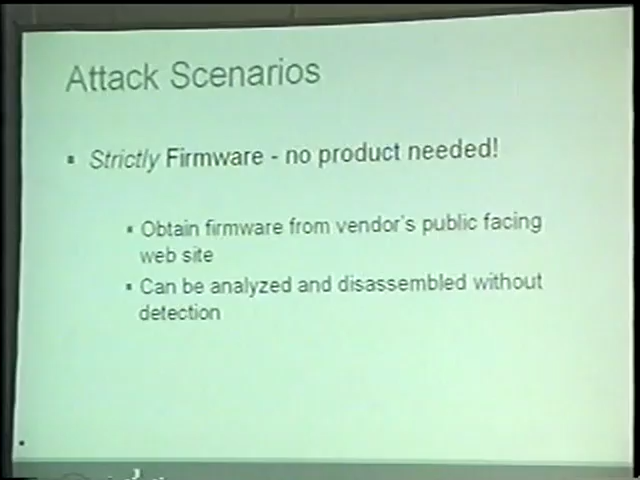 Attack Scenarios
▪ Strictly Firmware - no product needed!
▪ Obtain firmware from vendor's public facing
web site
▪ Can be analyzed and disassembled without
detection